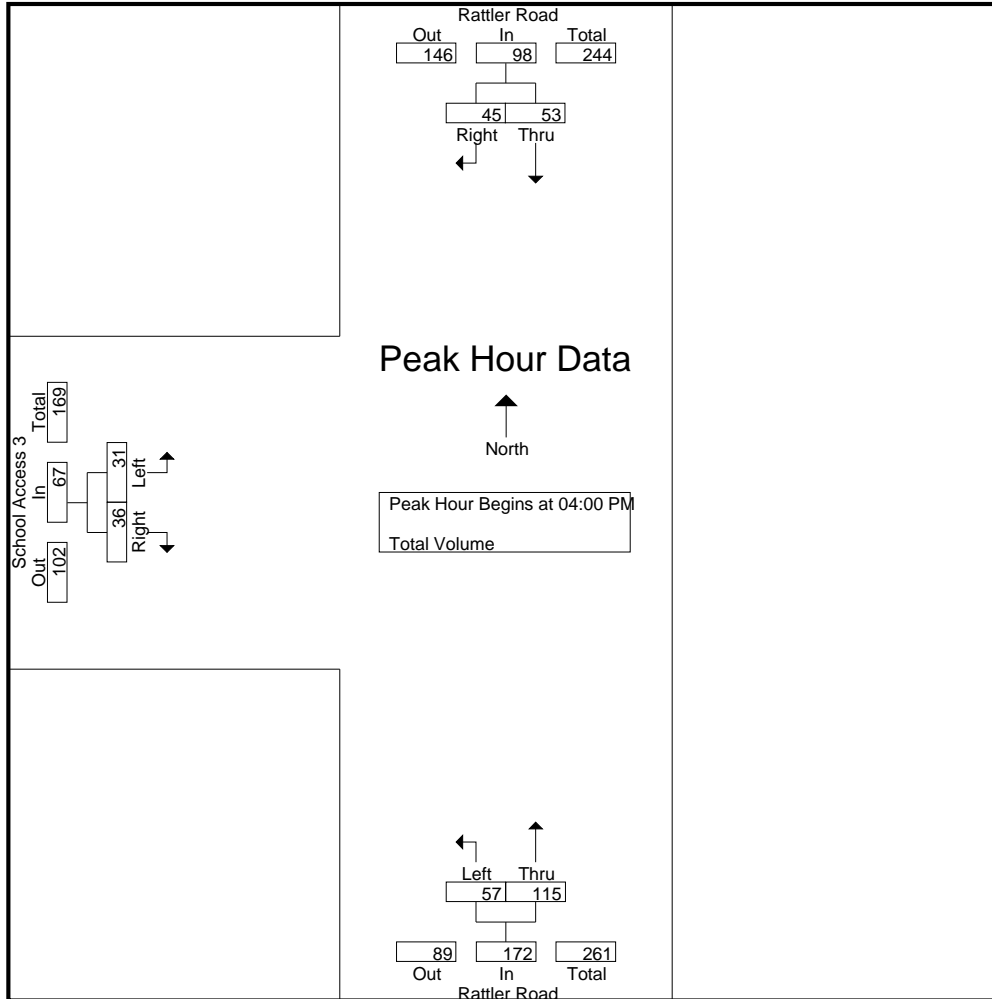 Rattler Road
Out In Total
146 98 244
45 53
Right Thru
Peak Hour Data
North
Peak Hour Begins at 04:00 PM
Total Volume
School Access 3
Out In Total
102 67 169
36 31
Right Left
Left Thru
57 115
89 172 261
Out In Total
Rattler Road